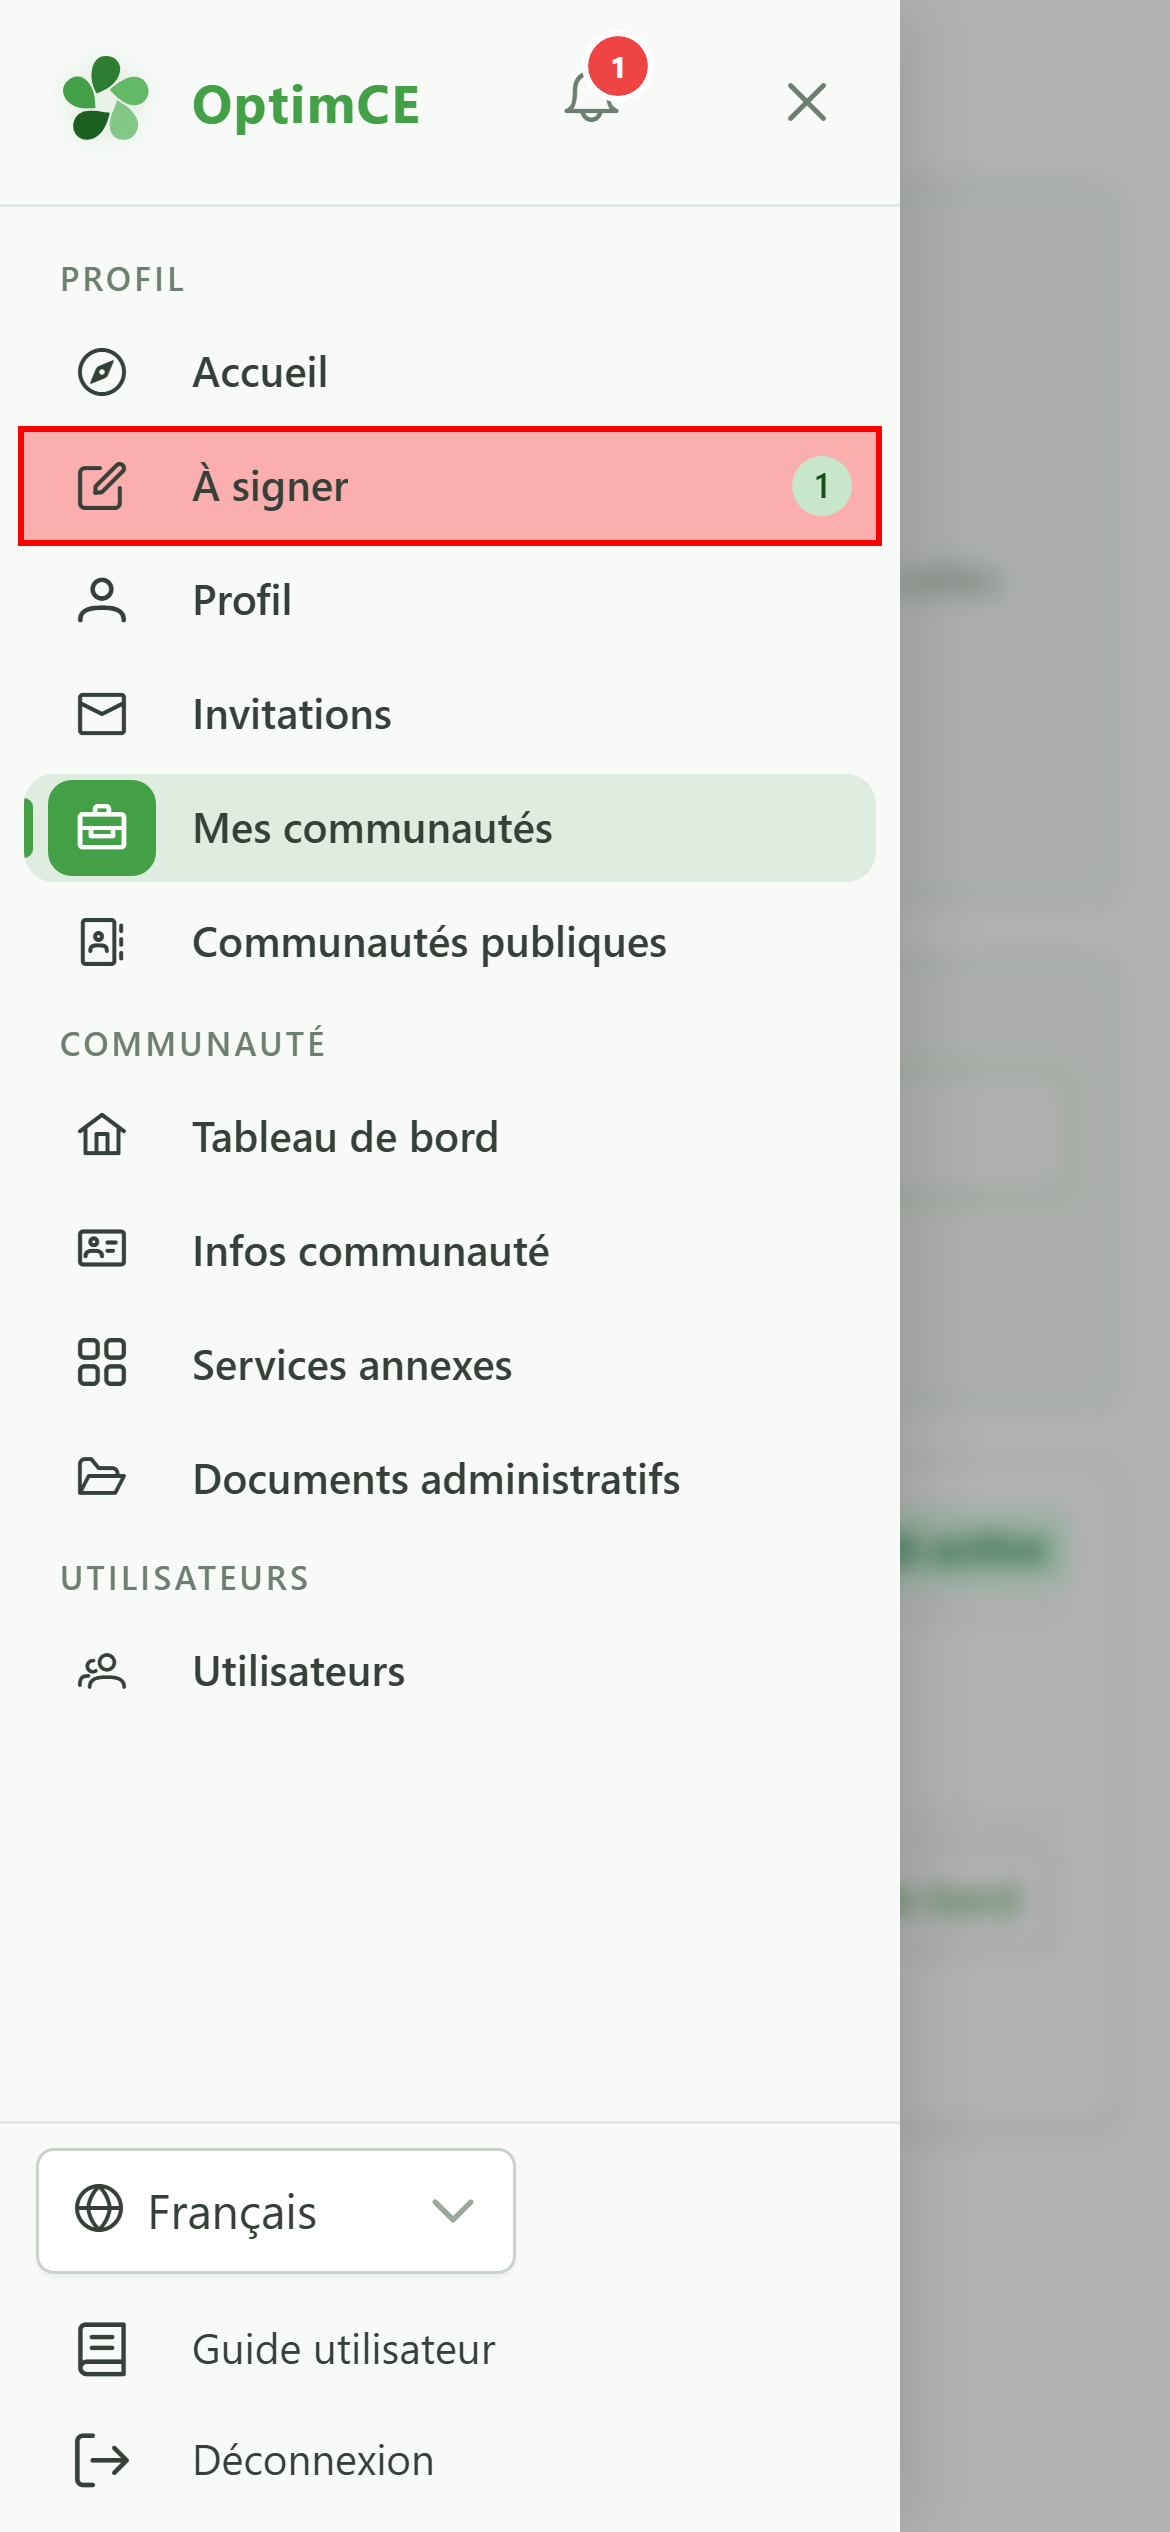 OptimCE
1
PROFIL
Accueil
À signer
1
Profil
Invitations
Mes communautés
Communautés publiques
COMMUNAUTÉ
Tableau de bord
Infos communauté
Services annexes
Documents administratifs
UTILISATEURS
Utilisateurs
Français
Guide utilisateur
Déconnexion